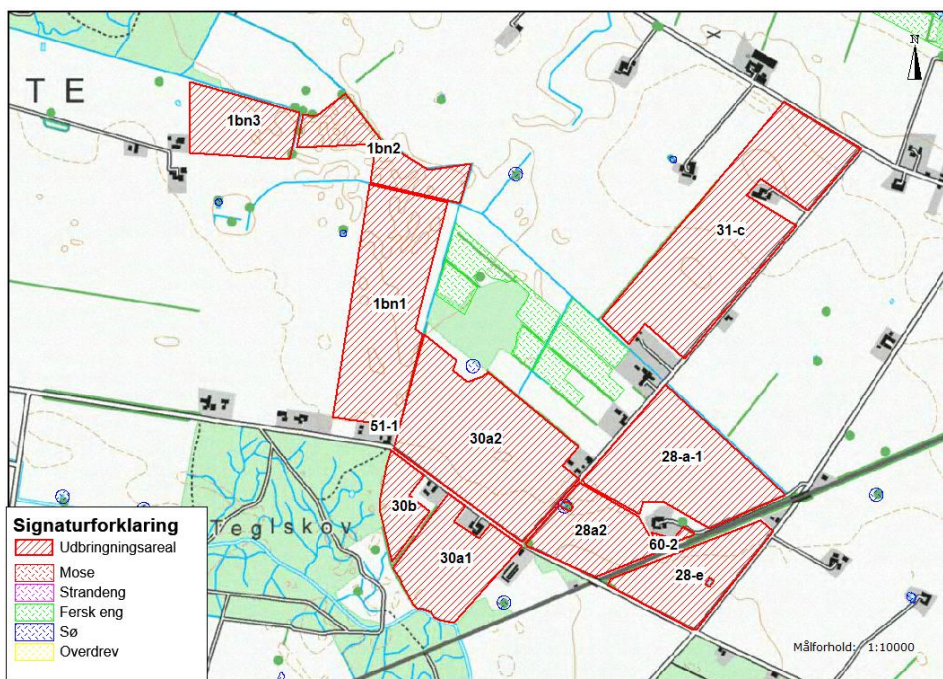 N
T E
1bn3
1bn2
31-c
1bn1
51-1
30a2
28-a-1
30b
28a2
Teglskov
30a1
60-2
28-e
Signaturforklaring
Udbringningsareal
Mose
Strandeng
Fersk eng
Sø
Overdrev
Målforhold: 1:10000